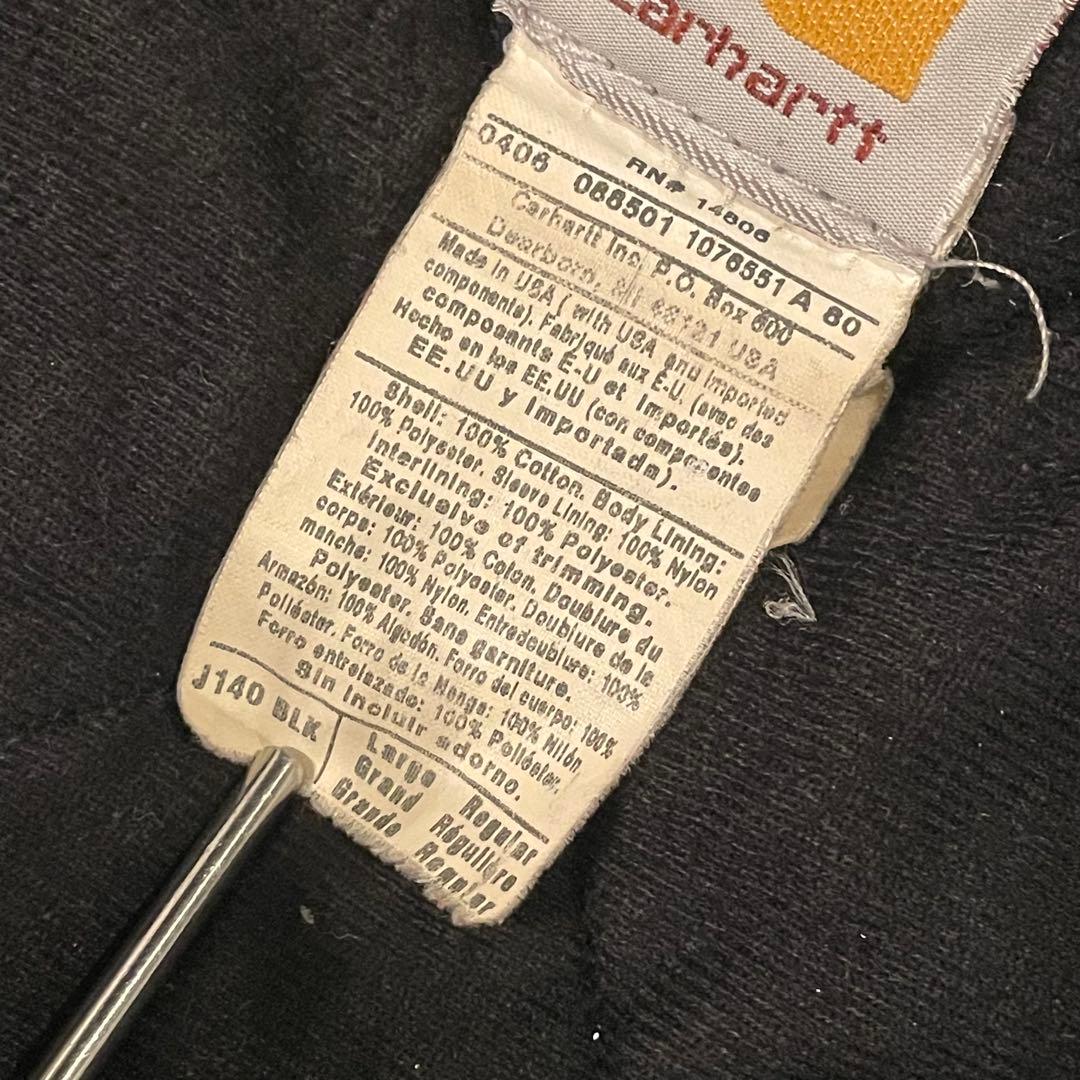 carhartt
RN# 14806
0406 088501 1076551 A 80
Carhartt Inc. P.O. Box 600
Dearborn, MI 48121 USA
Made in USA ( with USA and imported
components). Fabriqué aux E-U. (avec des
composants É-U et importés).
Hecho en los EE.UU (con componentes
EE.UU y importada).
Shell: 100% Cotton. Body Lining:
100% Polyester. Sleeve Lining: 100% Nylon
Interlining: 100% Polyester.
Exclusive of trimming.
Extérieur: 100% Coton. Doublure du
corps: 100% Polyester. Doublure de la
manche: 100% Nylon. Entredoublure: 100%
Polyester. Sans garniture.
Armazón: 100% Algodón. Forro del cuerpo: 100%
Poliéster. Forro de la Manga: 100% Nilón
Forro entrelazado: 100% Poliéster.
Sin incluir adorno.
J140 BLK
Large Regular
Grand Régulière
Grande Regular